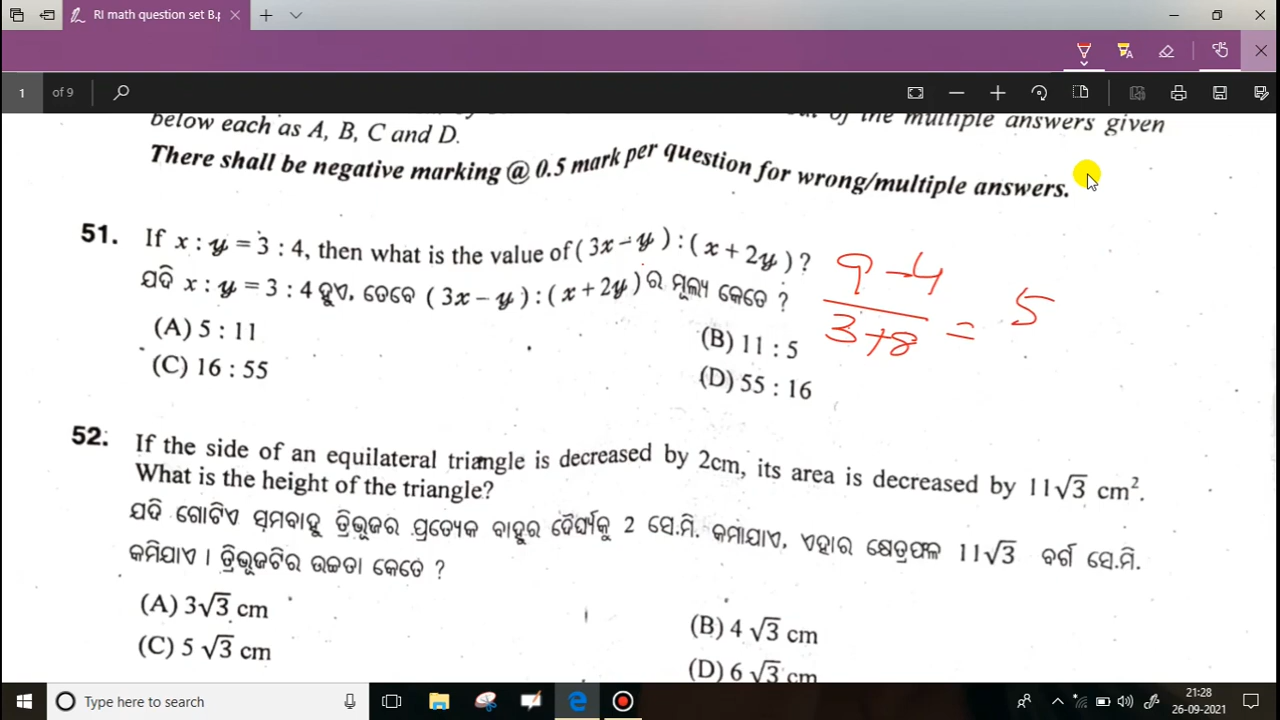 RI math question set B.p
1 of 9
below each as A, B, C and D.
of the multiple answers given
There shall be negative marking @ 0.5 mark per question for wrong/multiple answers.
51. If x : y = 3 : 4, then what is the value of ( 3x − y ) : ( x + 2y ) ?
ଯଦି x : y = 3 : 4 ହୁଏ, ତେବେ ( 3x − y ) : ( x + 2y ) ର ମୂଲ୍ୟ କେତେ ?
(A) 5 : 11
(B) 11 : 5
(C) 16 : 55
(D) 55 : 16
9 - 4
3 + 8 = 5
52. If the side of an equilateral triangle is decreased by 2cm, its area is decreased by 11√3 cm².
What is the height of the triangle?
ଯଦି ଗୋଟିଏ ସମବାହୁ ତ୍ରିଭୁଜର ପ୍ରତ୍ୟେକ ବାହୁର ଦୈର୍ଘ୍ୟକୁ 2 ସେ.ମି. କମାଯାଏ, ଏହାର କ୍ଷେତ୍ରଫଳ 11√3 ବର୍ଗ ସେ.ମି.
କମିଯାଏ । ତ୍ରିଭୁଜଟିର ଉଚ୍ଚତା କେତେ ?
(A) 3√3 cm
(B) 4 √3 cm
(C) 5 √3 cm
(D) 6 √3 cm
Type here to search
21:28
26-09-2021